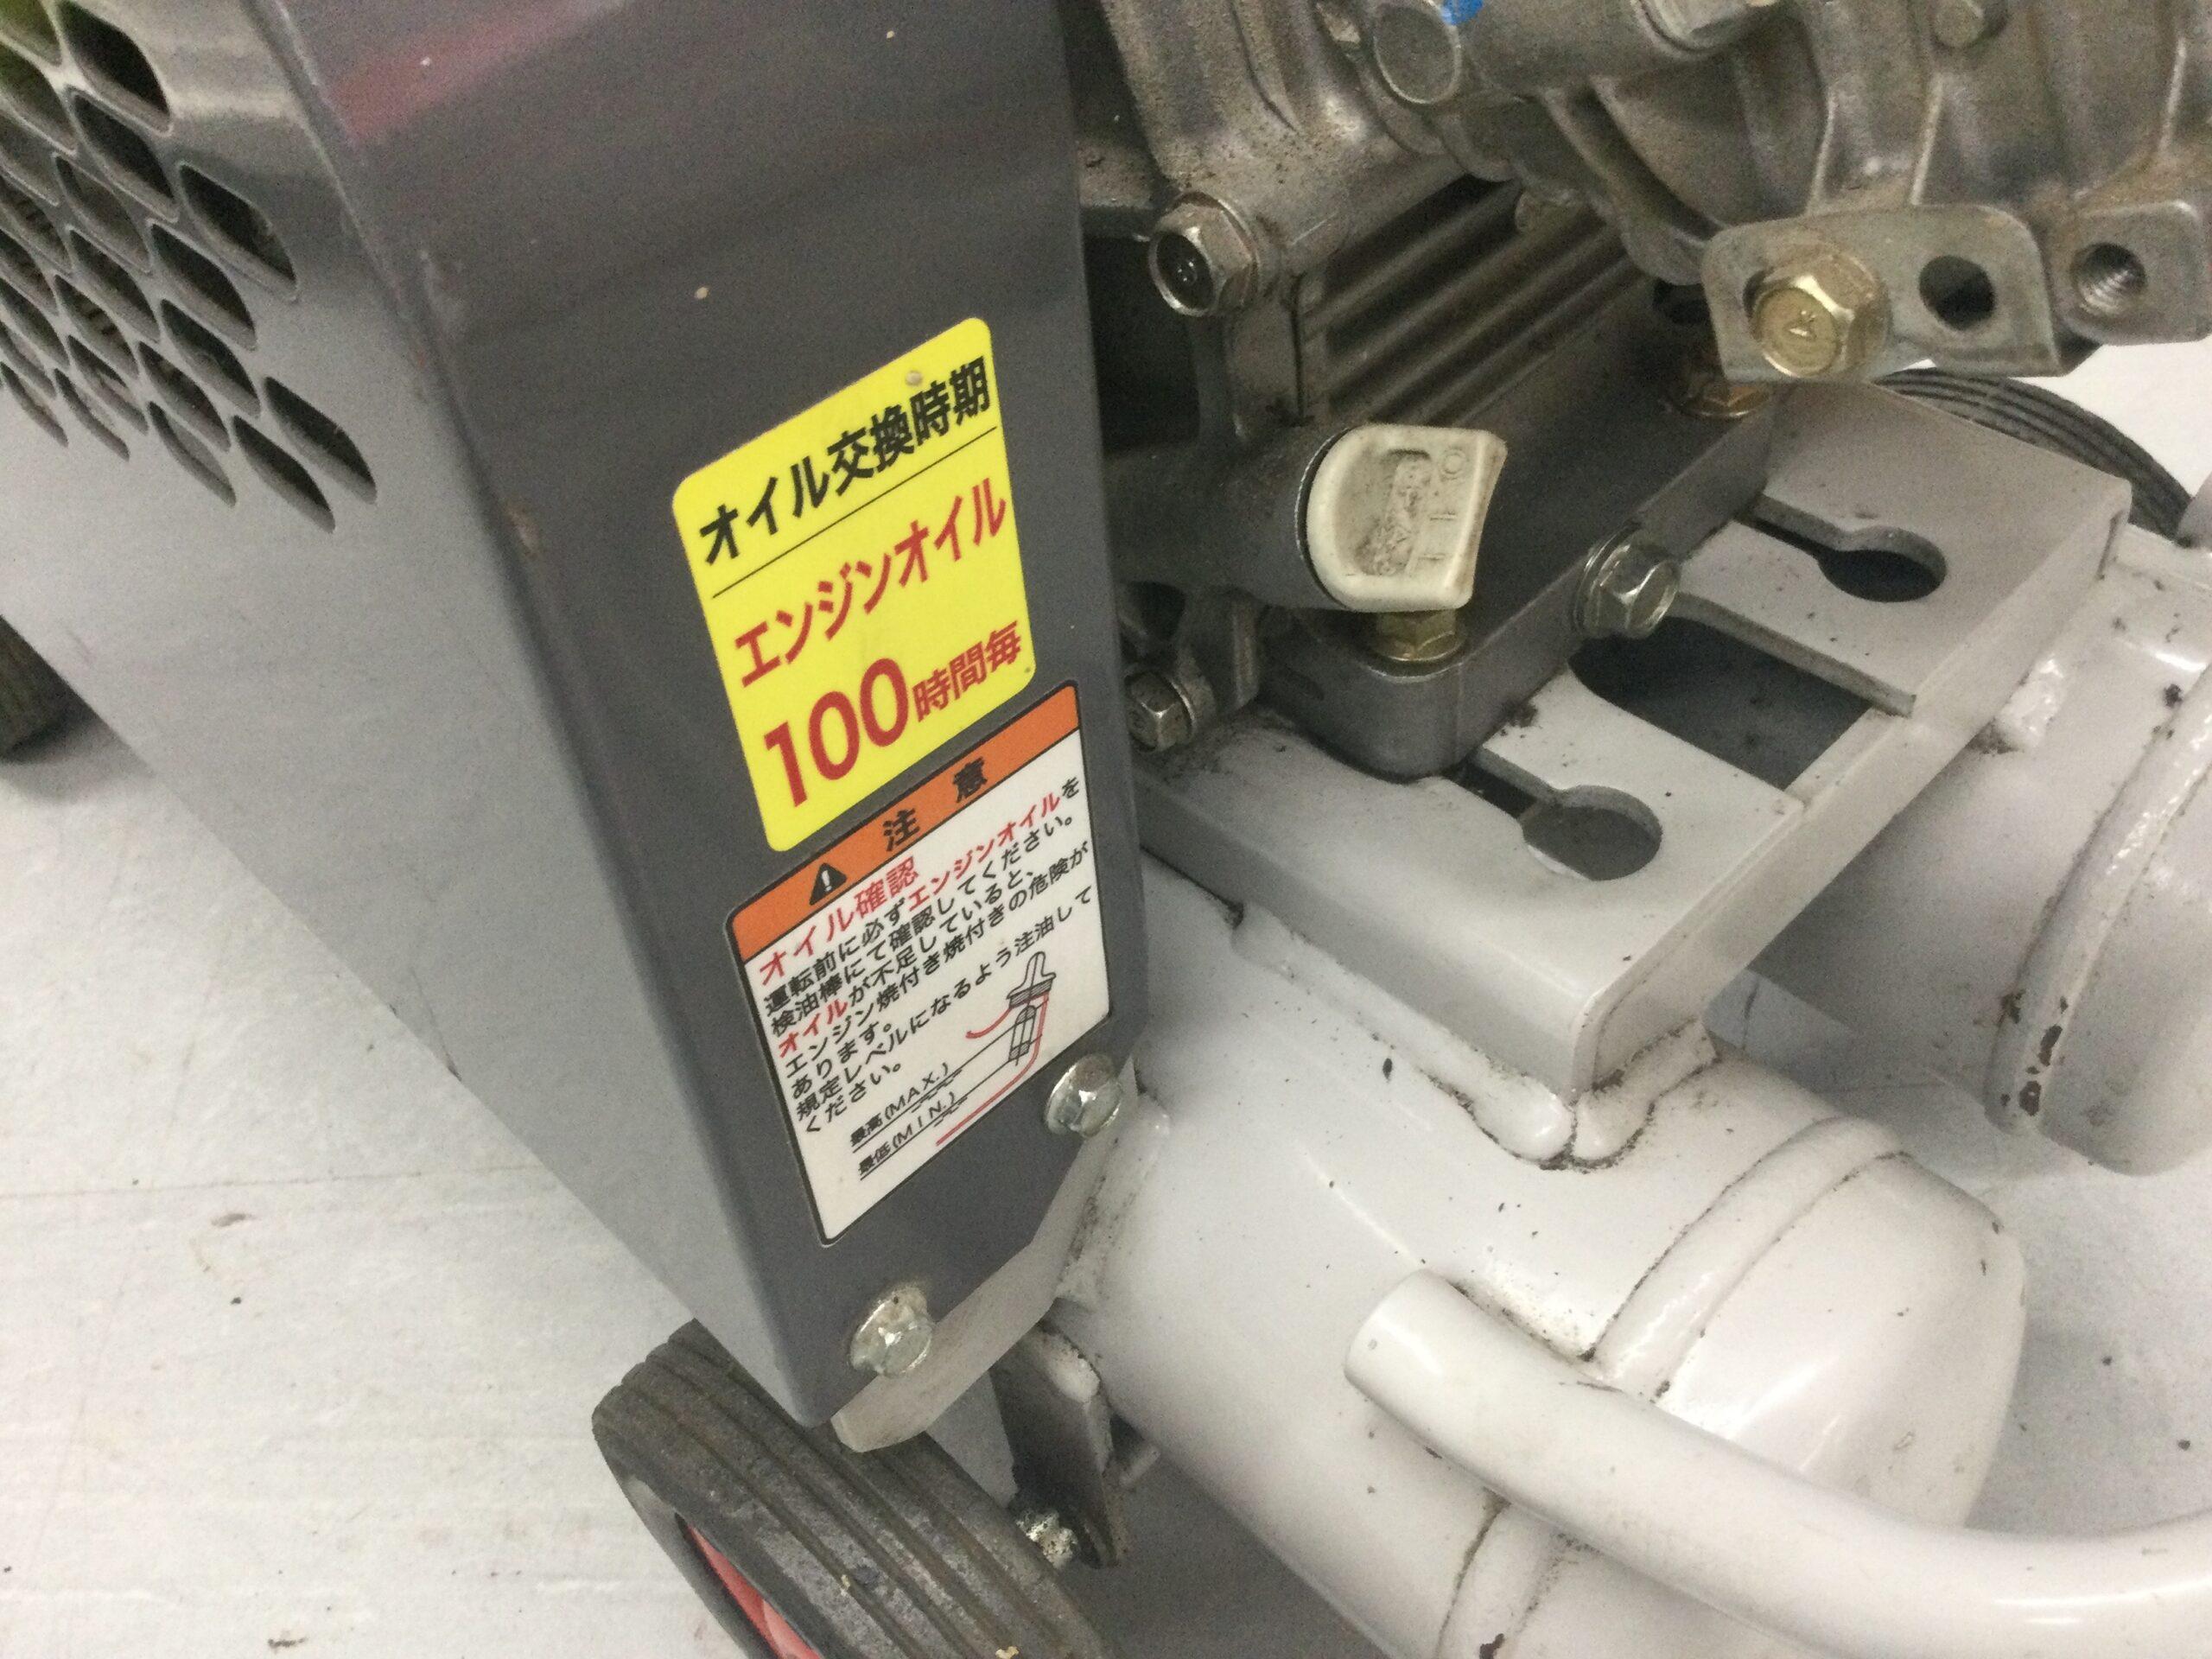 オイル交換時期
エンジンオイル
100時間毎
注意
オイル確認
運転前に必ずエンジンオイルを
検油棒にて確認してください。
オイルが不足していると、
エンジン焼付き焼付きの危険が
あります。
規定レベルになるよう注油して
ください。
最高(MAX.)
最低(MIN.)